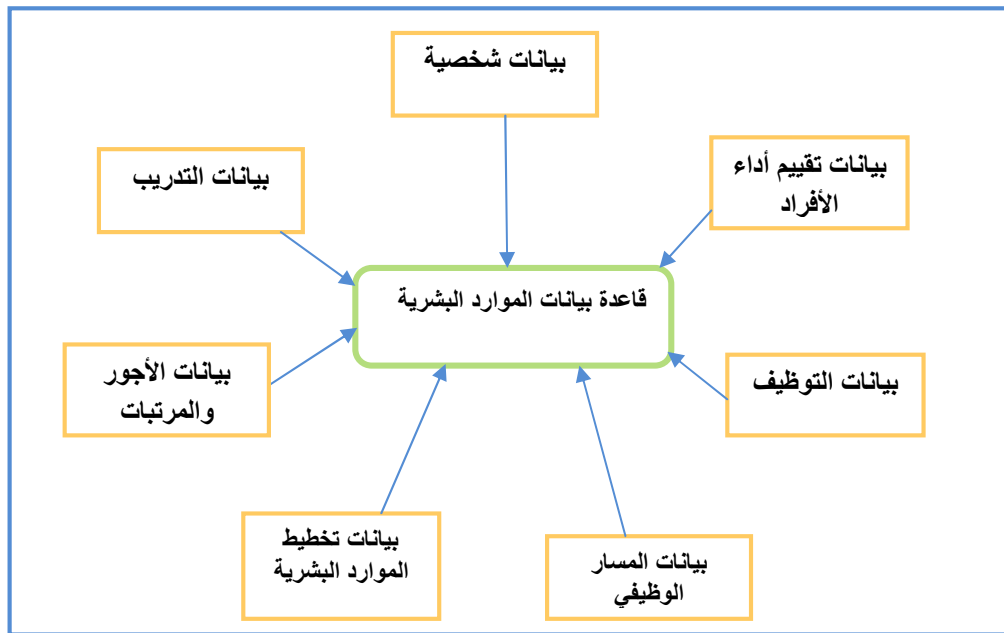 بيانات شخصية
بيانات تقييم أداء
الأفراد
بيانات التدريب
قاعدة بيانات الموارد البشرية
بيانات التوظيف
بيانات الأجور
والمرتبات
بيانات المسار
الوظيفي
بيانات تخطيط
الموارد البشرية